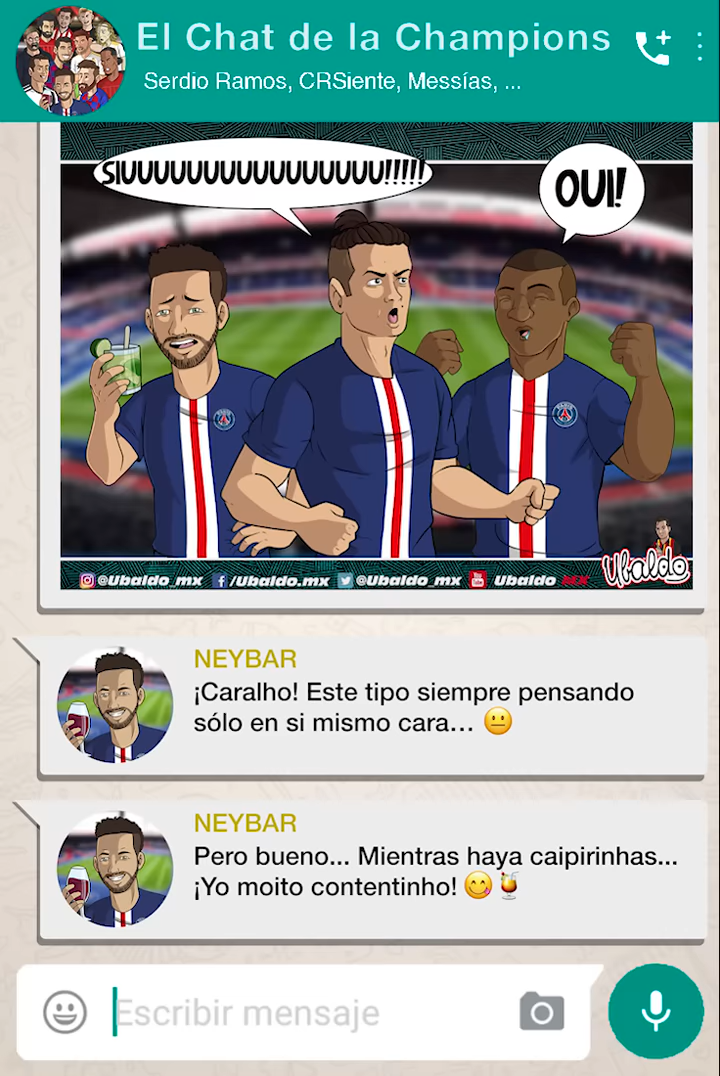 El Chat de la Champions
Serdio Ramos, CRSiente, Messías, ...
SIUUUUUUUUUUUUUUUUU!!!!!
OUI!
@Ubaldo_mx /Ubaldo.mx @Ubaldo_mx Ubaldo MX
Ubaldo
NEYBAR
¡Caralho! Este tipo siempre pensando
sólo en si mismo cara... 😐
NEYBAR
Pero bueno... Mientras haya caipirinhas...
¡Yo moito contentinho! 😋🍹
Escribir mensaje